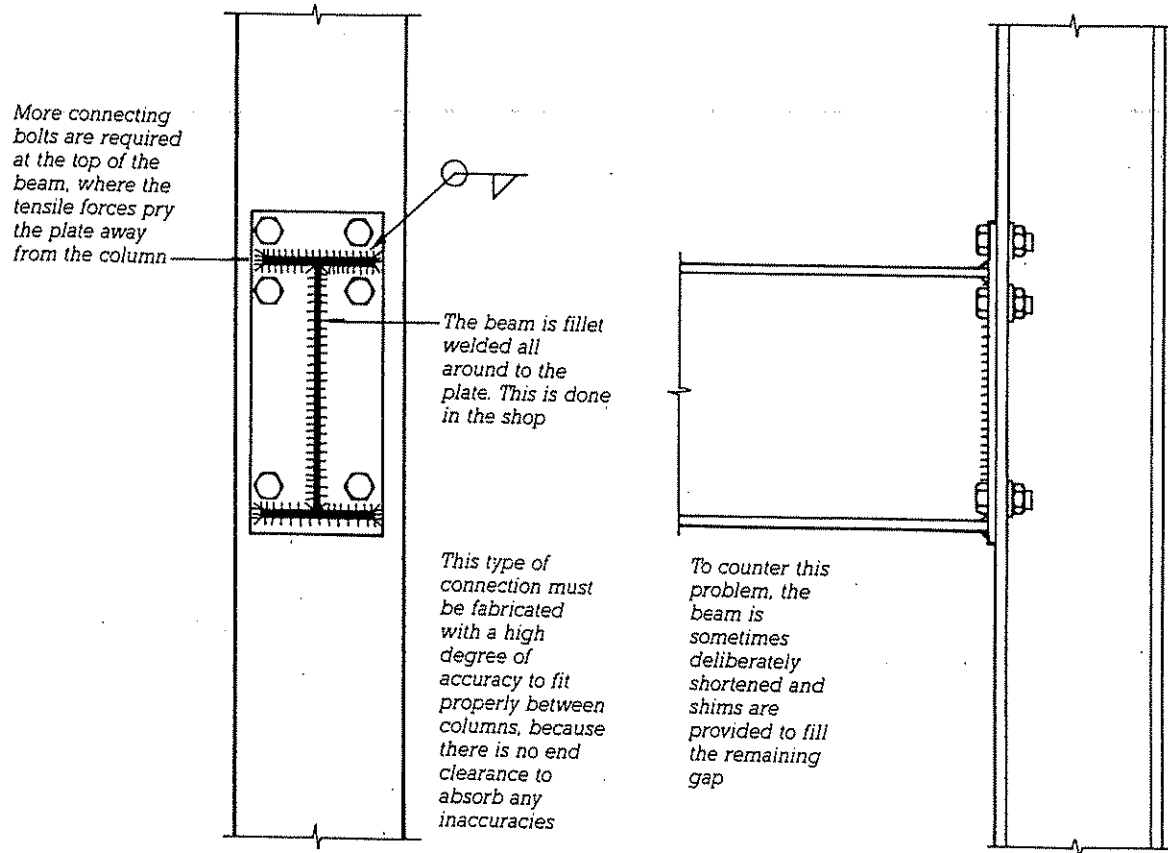 More connecting
bolts are required
at the top of the
beam, where the
tensile forces pry
the plate away
from the column
The beam is fillet
welded all
around to the
plate. This is done
in the shop
This type of
connection must
be fabricated
with a high
degree of
accuracy to fit
properly between
columns, because
there is no end
clearance to
absorb any
inaccuracies
To counter this
problem, the
beam is
sometimes
deliberately
shortened and
shims are
provided to fill
the remaining
gap